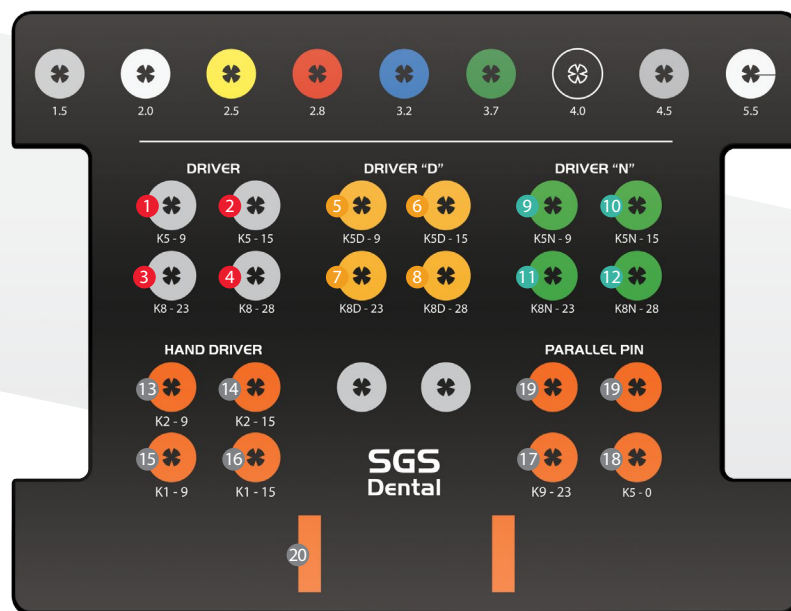 1.5 2.0 2.5 2.8 3.2 3.7 4.0 4.5 5.5
DRIVER DRIVER "D" DRIVER "N"
1 2 5 6 9 10
K5 - 9 K5 - 15 K5D - 9 K5D - 15 K5N - 9 K5N - 15
3 4 7 8 11 12
K8 - 23 K8 - 28 K8D - 23 K8D - 28 K8N - 23 K8N - 28
HAND DRIVER PARALLEL PIN
13 14 19 19
K2 - 9 K2 - 15
15 16 17 18
K1 - 9 K1 - 15 K9 - 23 K5 - 0
SGS
Dental
20